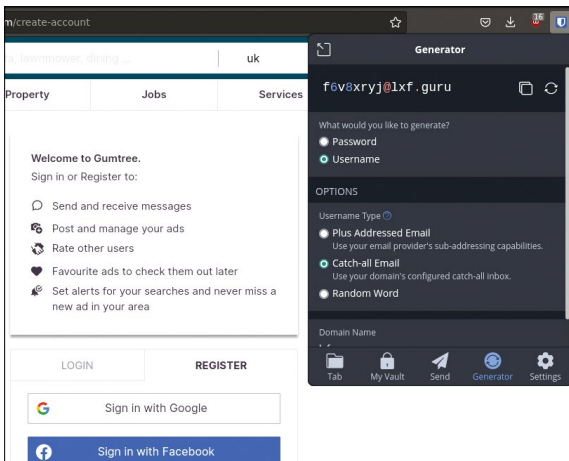 m/create-account
16
a, lawnmower, dining ...
uk
Property
Jobs
Services
Welcome to Gumtree.
Sign in or Register to:
Send and receive messages
Post and manage your ads
Rate other users
Favourite ads to check them out later
Set alerts for your searches and never miss a
new ad in your area
LOGIN
REGISTER
Sign in with Google
Sign in with Facebook
Generator
f6v8xryj@lxf.guru
What would you like to generate?
Password
Username
OPTIONS
Username Type
Plus Addressed Email
Use your email provider's sub-addressing capabilities.
Catch-all Email
Use your domain's configured catch-all inbox.
Random Word
Domain Name
Tab
My Vault
Send
Generator
Settings